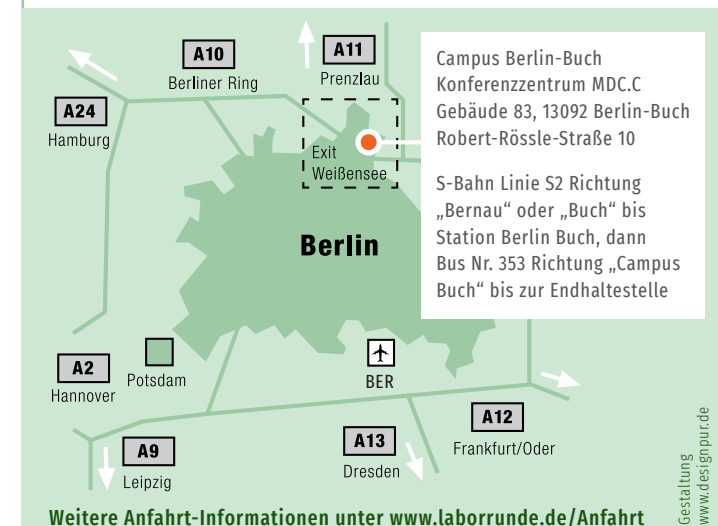 A10
Berliner Ring
A11
Prenzlau
A24
Hamburg
Exit
Weißensee
Campus Berlin-Buch
Konferenzzentrum MDC.C
Gebäude 83, 13092 Berlin-Buch
Robert-Rössle-Straße 10
S-Bahn Linie S2 Richtung
„Bernau“ oder „Buch“ bis
Station Berlin Buch, dann
Bus Nr. 353 Richtung „Campus
Buch“ bis zur Endhaltestelle
Berlin
A2
Hannover
Potsdam
BER
A12
Frankfurt/Oder
A9
Leipzig
A13
Dresden
Weitere Anfahrt-Informationen unter www.laborrunde.de/Anfahrt
Gestaltung
www.designpur.de